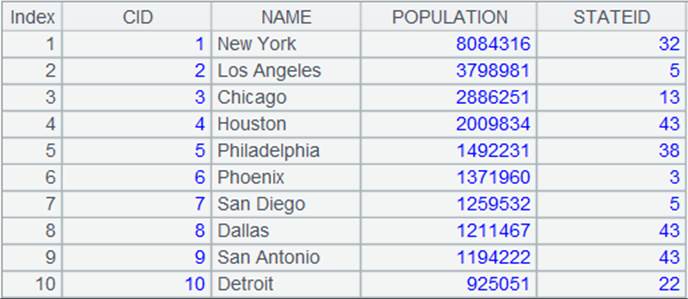 Index CID NAME POPULATION STATEID
1 1 New York 8084316 32
2 2 Los Angeles 3798981 5
3 3 Chicago 2886251 13
4 4 Houston 2009834 43
5 5 Philadelphia 1492231 38
6 6 Phoenix 1371960 3
7 7 San Diego 1259532 5
8 8 Dallas 1211467 43
9 9 San Antonio 1194222 43
10 10 Detroit 925051 22